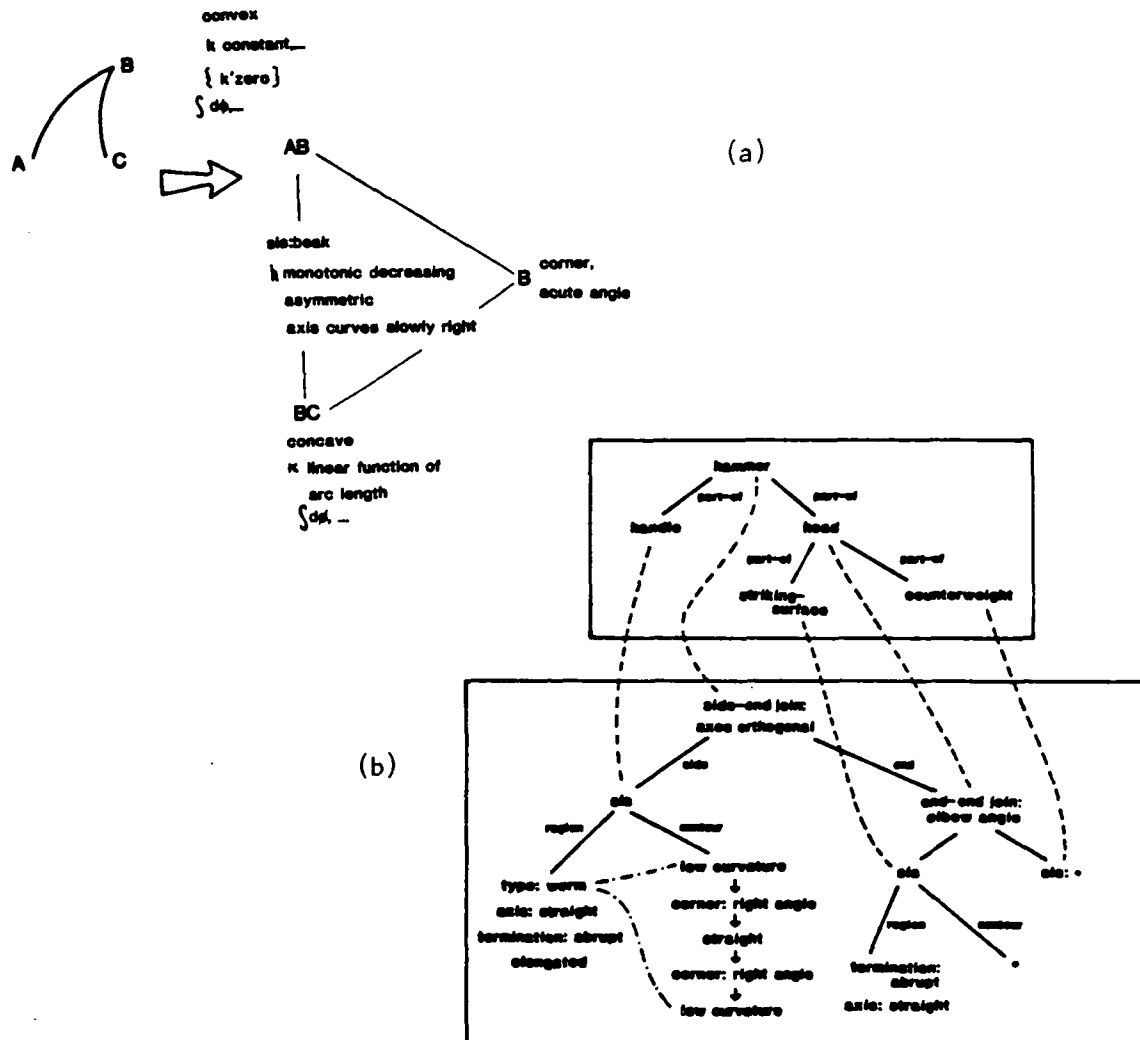 convex
k constant,—
{ k'zero }
∫ dφ,—
B
A
C
AB
(a)
sls:beak
k monotonic decreasing
asymmetric
axis curves slowly right
B
corner,
acute angle
BC
concave
κ linear function of
arc length
∫ dφ, —
hammer
part-of
part-of
handle
head
part-of
part-of
striking-
surface
counterweight
(b)
side-end join:
axes orthogonal
side
end
sls
end-end join:
elbow angle
region
contour
type: worm
axis: straight
termination: abrupt
elongated
low curvature
corner: right angle
straight
corner: right angle
low curvature
sls
sls: •
region
contour
termination:
abrupt
axis: straight
•